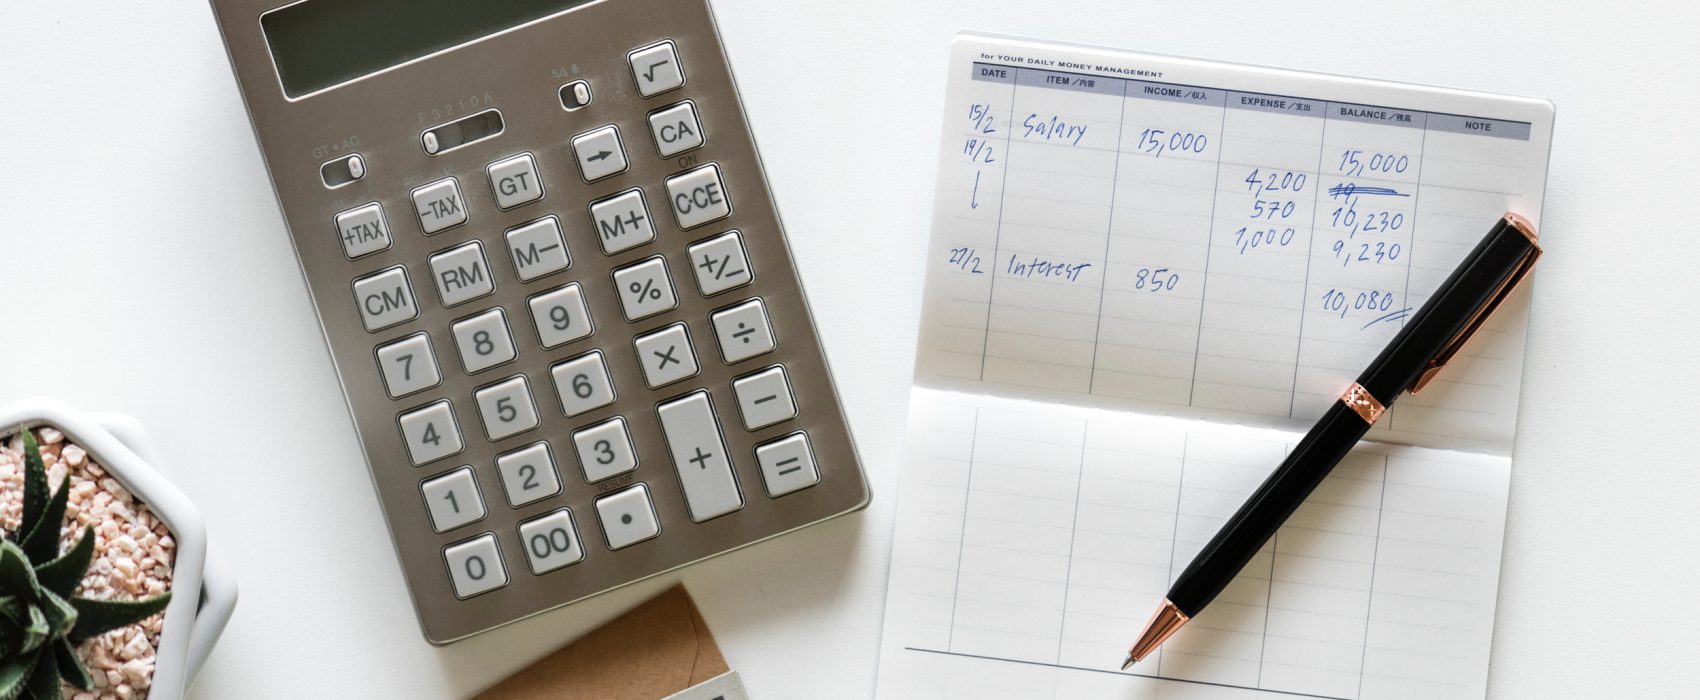 5/4
GT • AC
F 3 2 1 0 A
√
CA
→
ON
GT
C·CE
-TAX
M+
+TAX
M-
+/-
RM
%
CM
9
÷
8
×
7
6
-
5
4
3
+
=
2
RESUME
1
•
00
0
for YOUR DAILY MONEY MANAGEMENT
DATE ITEM／内容 INCOME／収入 EXPENSE／支出 BALANCE／残高 NOTE
15/2 Salary 15,000 15,000
19/2 4,200
570 10,230
1,000 9,230
27/2 Interest 850 10,080